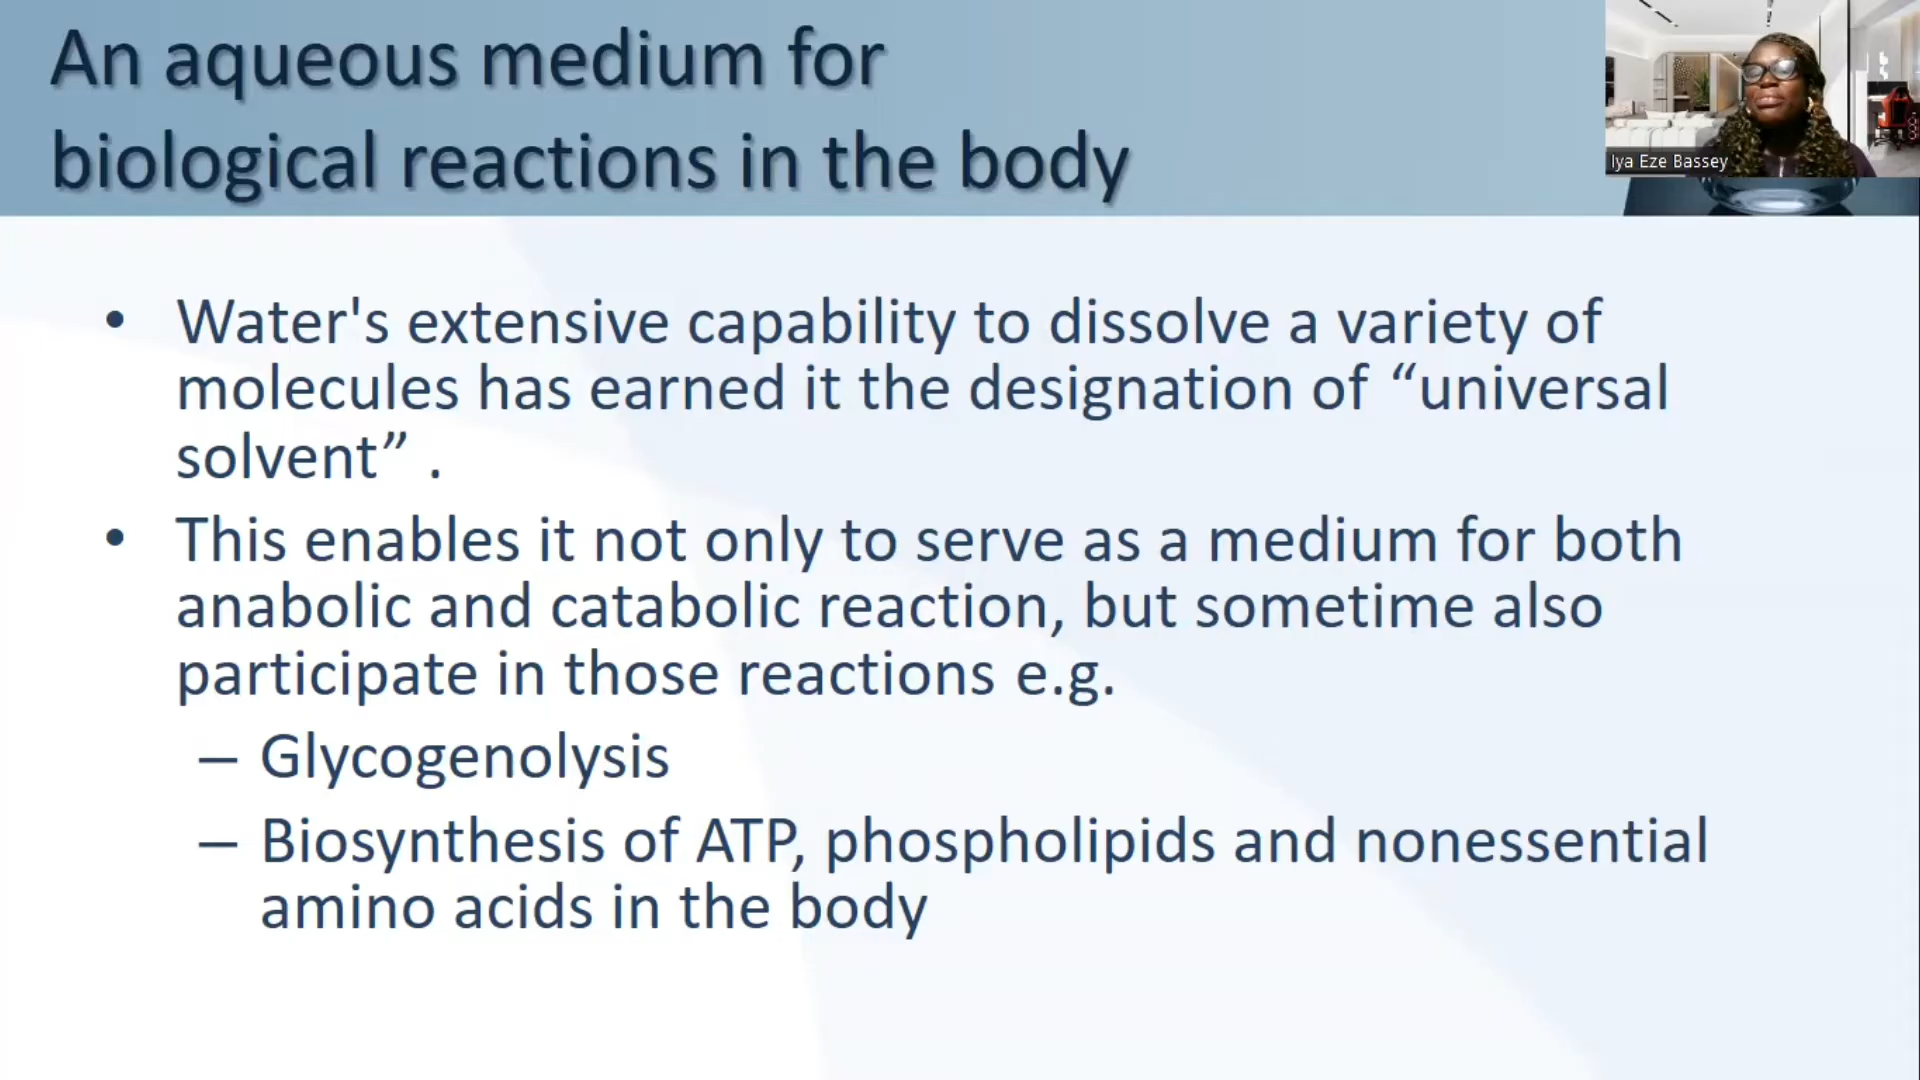 An aqueous medium for
biological reactions in the body
Iya Eze Bassey
• Water's extensive capability to dissolve a variety of
molecules has earned it the designation of “universal
solvent” .
• This enables it not only to serve as a medium for both
anabolic and catabolic reaction, but sometime also
participate in those reactions e.g.
– Glycogenolysis
– Biosynthesis of ATP, phospholipids and nonessential
amino acids in the body